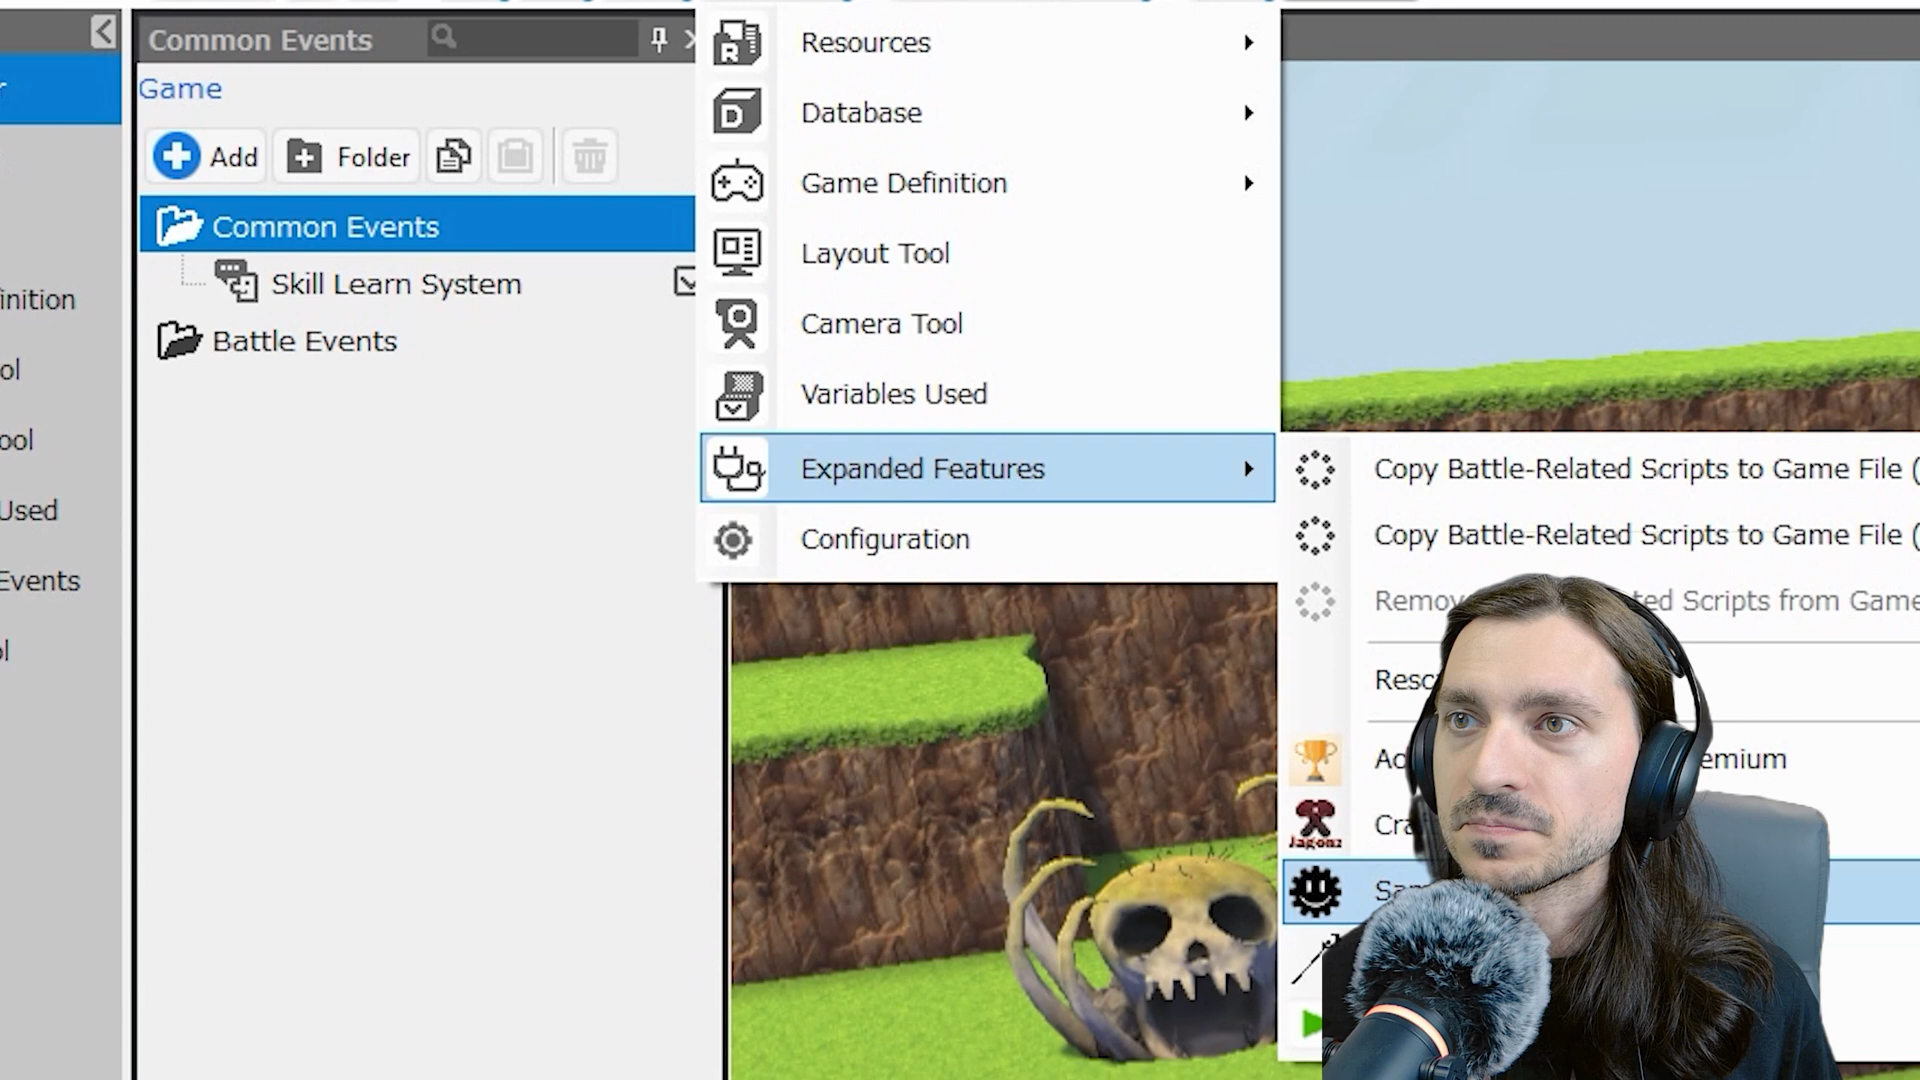 Common Events
Game
Add
Folder
Common Events
Skill Learn System
Battle Events
inition
ol
ool
Used
Events
Resources
Database
Game Definition
Layout Tool
Camera Tool
Variables Used
Expanded Features
Configuration
Copy Battle-Related Scripts to Game File (
Copy Battle-Related Scripts to Game File (
Scripts from Game
emium
Jagonz